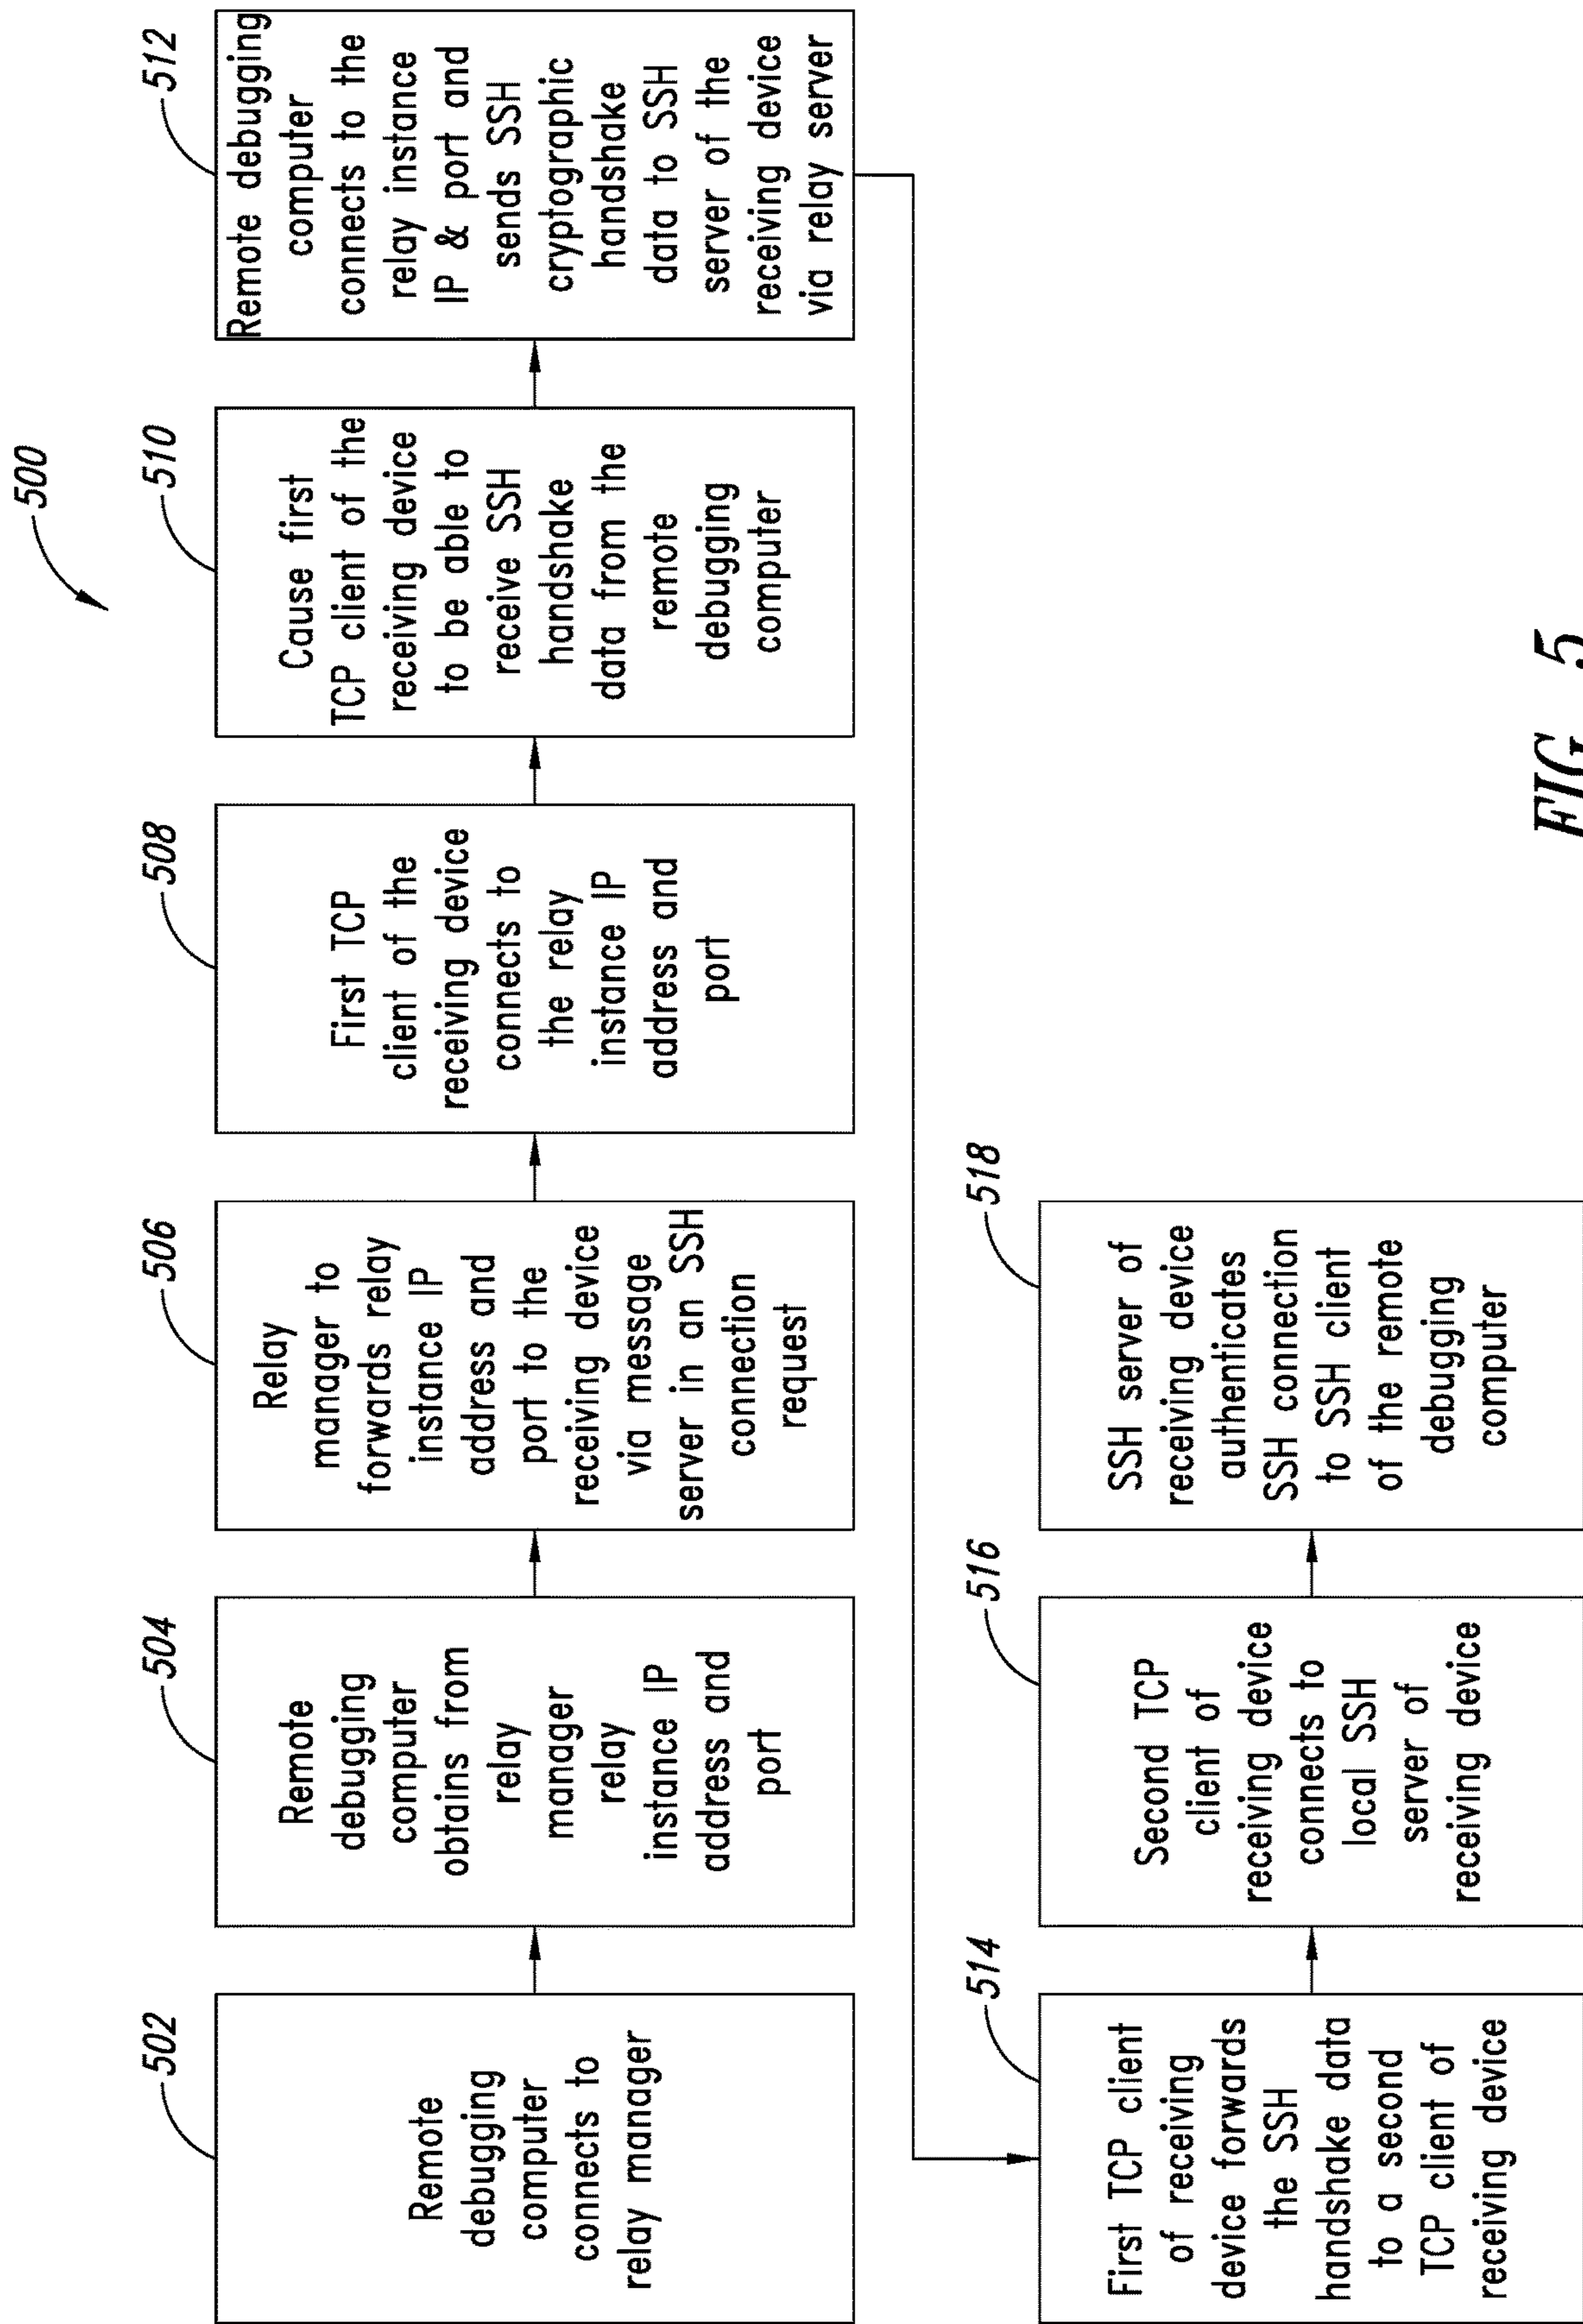 500
502
Remote
debugging
computer
connects to
relay manager
504
Remote
debugging
computer
obtains from
relay
manager
relay
instance IP
address and
port
506
Relay
manager to
forwards relay
instance IP
address and
port to the
receiving device
via message
server in an SSH
connection
request
508
First TCP
client of the
receiving device
connects to
the relay
instance IP
address and
port
510
Cause first
TCP client of the
receiving device
to be able to
receive SSH
handshake
data from the
remote
debugging
computer
512
Remote debugging
computer
connects to the
relay instance
IP & port and
sends SSH
cryptographic
handshake
data to SSH
server of the
receiving device
via relay server
514
First TCP client
of receiving
device forwards
the SSH
handshake data
to a second
TCP client of
receiving device
516
Second TCP
client of
receiving device
connects to
local SSH
server of
receiving device
518
SSH server of
receiving device
authenticates
SSH connection
to SSH client
of the remote
debugging
computer
FIG. 5